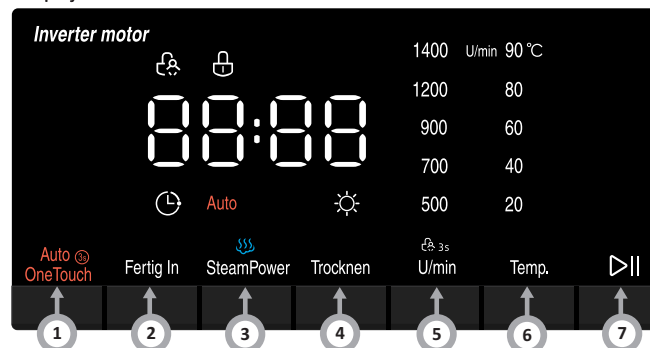 Inverter motor
1400 U/min 90 °C
1200 80
88:88
900 60
700 40
Auto
500 20
Auto 3s
OneTouch
Fertig In
SteamPower
Trocknen
3s
U/min
Temp.
1 2 3 4 5 6 7